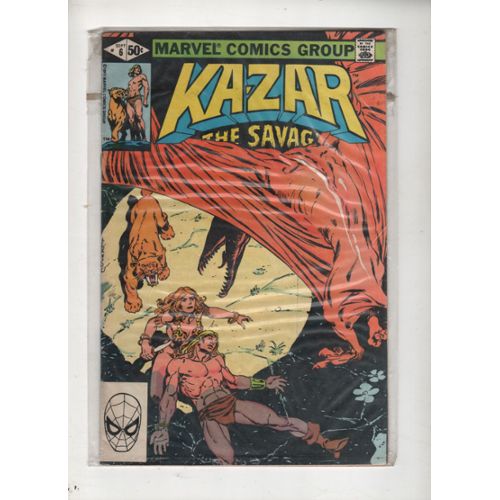 SEPT
6 50¢
MARVEL COMICS GROUP
KA-ZAR
THE SAVAG